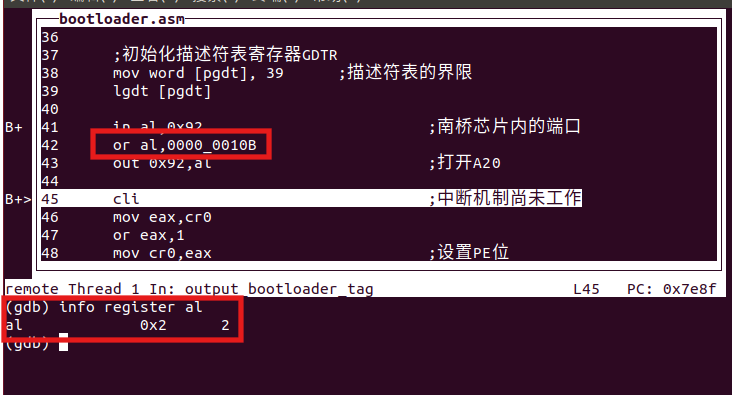 bootloader.asm
36
37 ;初始化描述符表寄存器GDTR
38 mov word [pgdt], 39 ;描述符表的界限
39 lgdt [pgdt]
40
B+ 41 in al,0x92 ;南桥芯片内的端口
42 or al,0000_0010B
43 out 0x92,al ;打开A20
44
B+> 45 cli ;中断机制尚未工作
46 mov eax,cr0
47 or eax,1
48 mov cr0,eax ;设置PE位
remote Thread 1 In: output_bootloader_tag L45 PC: 0x7e8f
(gdb) info register al
al 0x2 2
(gdb)